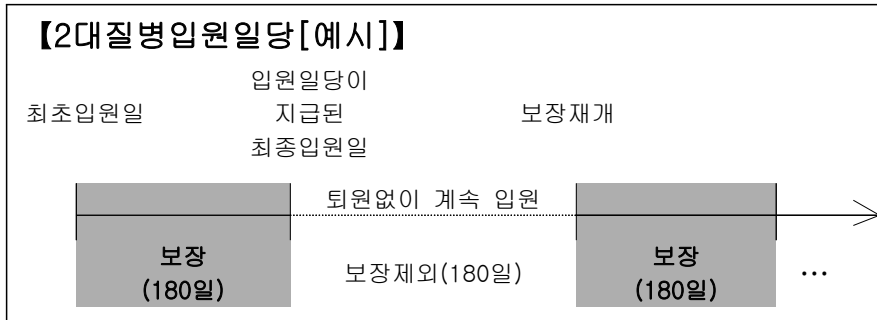 【2대질병입원일당[예시]】
최초입원일
입원일당이
지급된
최종입원일
보장재개
퇴원없이 계속 입원
보장
(180일)
보장제외(180일)
보장
(180일)
…